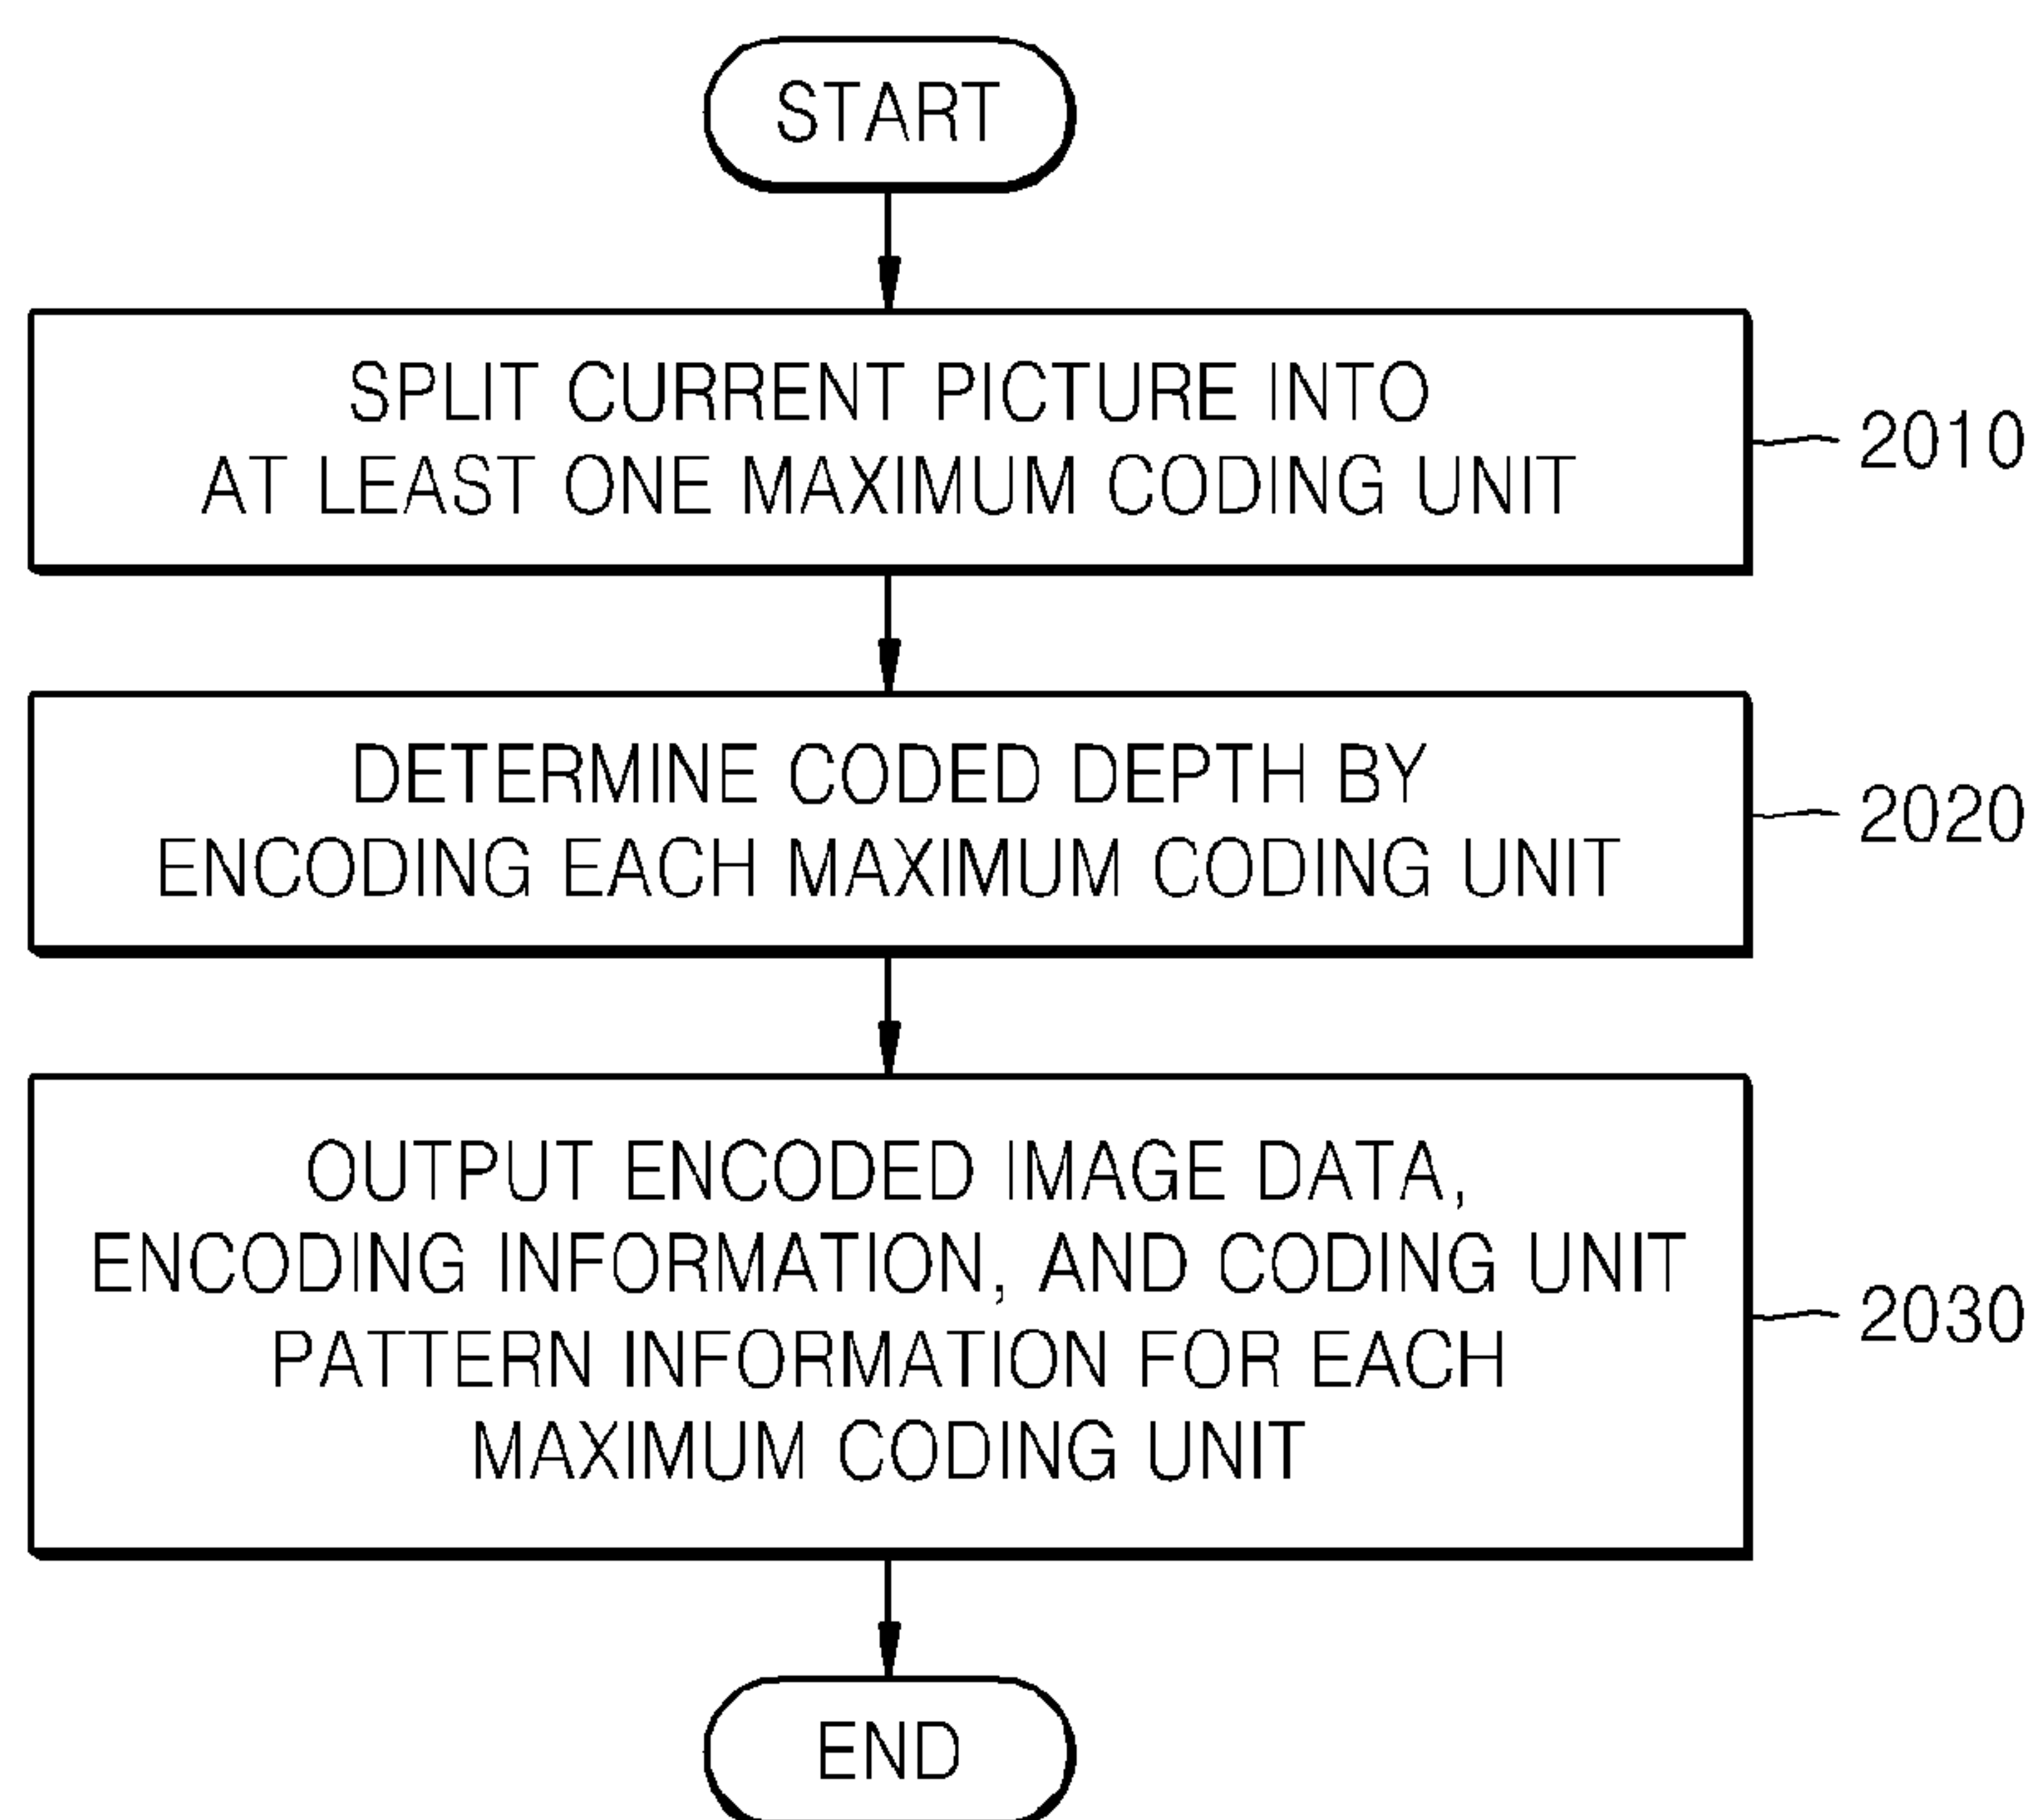 START
SPLIT CURRENT PICTURE INTO
AT LEAST ONE MAXIMUM CODING UNIT
2010
DETERMINE CODED DEPTH BY
ENCODING EACH MAXIMUM CODING UNIT
2020
OUTPUT ENCODED IMAGE DATA,
ENCODING INFORMATION, AND CODING UNIT
PATTERN INFORMATION FOR EACH
MAXIMUM CODING UNIT
2030
END